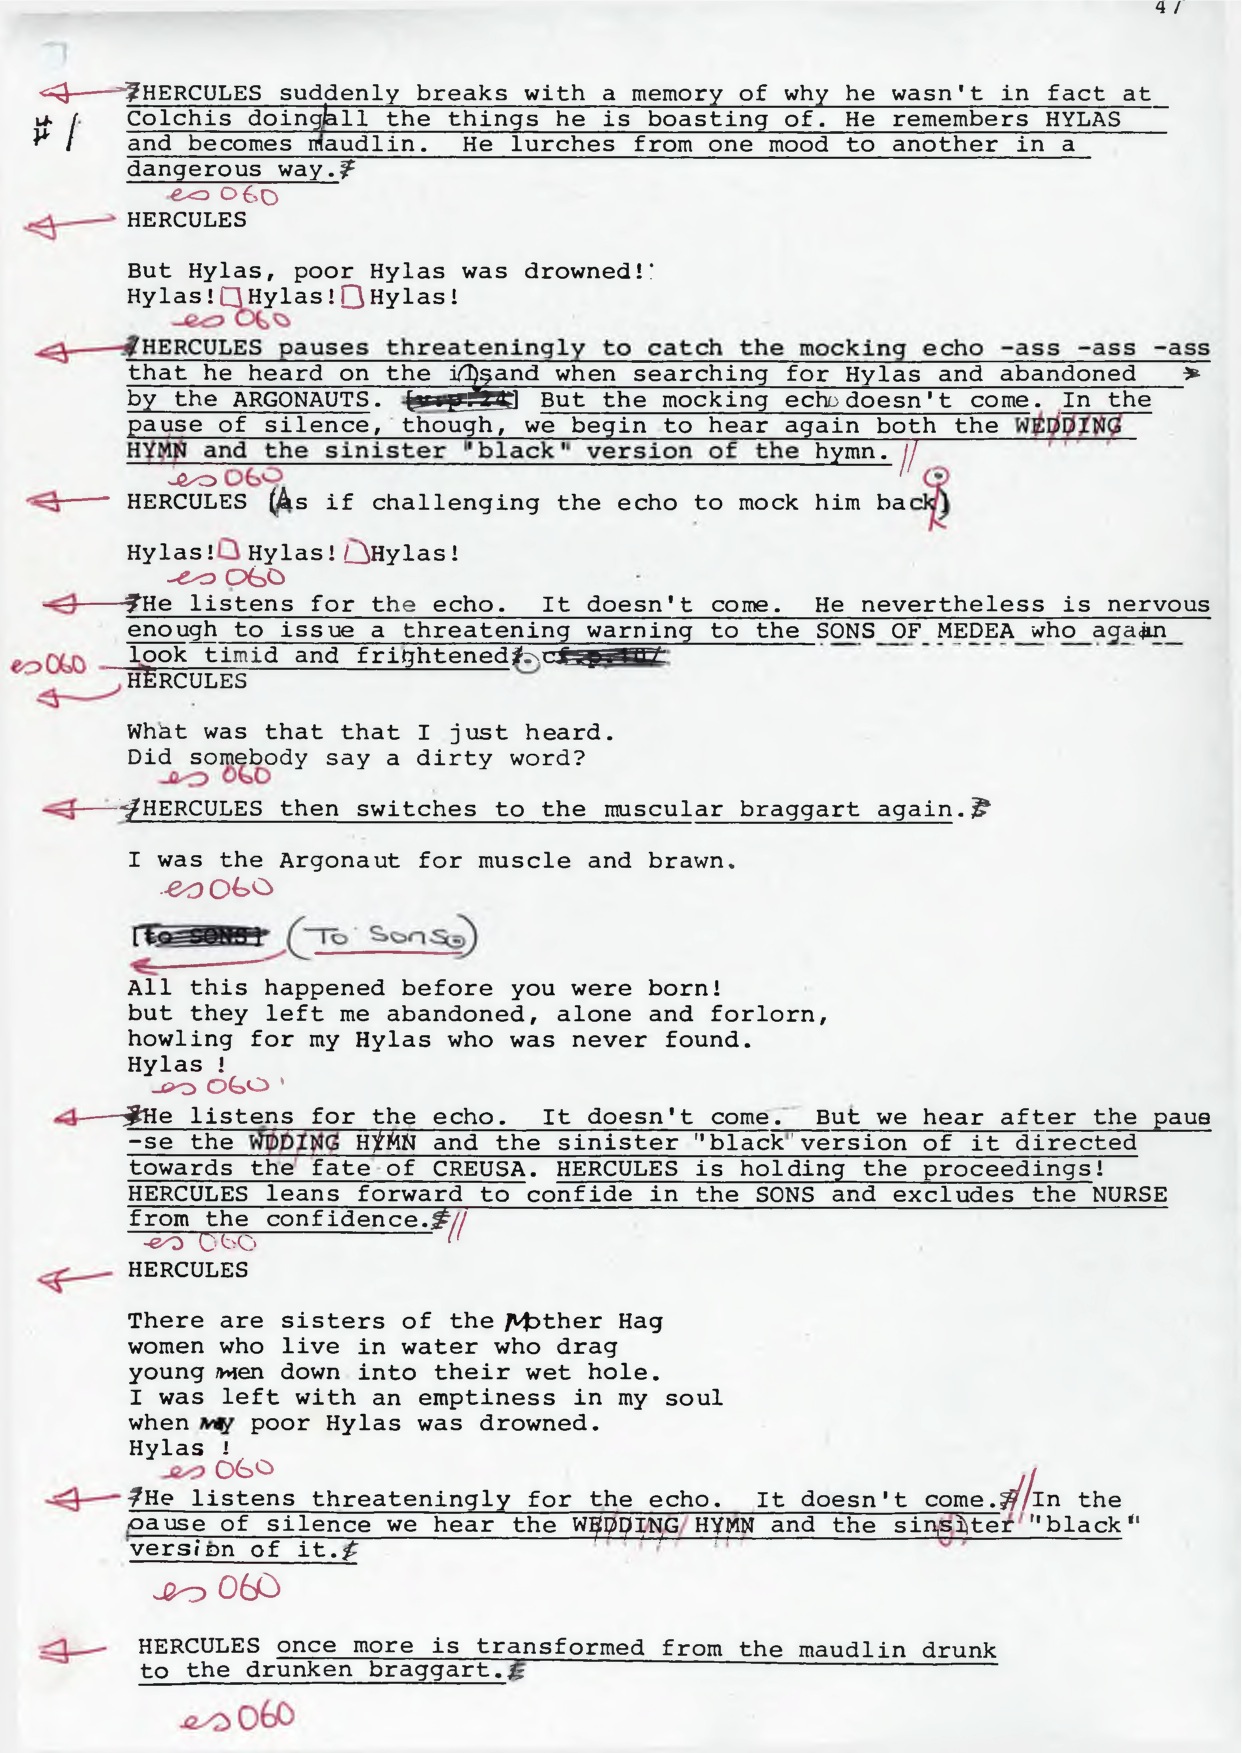 47
HERCULES suddenly breaks with a memory of why he wasn't in fact at
# /
Colchis doing all the things he is boasting of. He remembers HYLAS
and becomes maudlin. He lurches from one mood to another in a
dangerous way.
es 060
HERCULES
But Hylas, poor Hylas was drowned!
Hylas! Hylas! Hylas!
es 060
HERCULES pauses threateningly to catch the mocking echo -ass -ass -ass
that he heard on the island when searching for Hylas and abandoned
by the ARGONAUTS. But the mocking echo doesn't come. In the
pause of silence, though, we begin to hear again both the WEDDING
HYMN and the sinister "black" version of the hymn. //
es 060
HERCULES (As if challenging the echo to mock him back.)
Hylas! Hylas! Hylas!
es 060
He listens for the echo. It doesn't come. He nevertheless is nervous
enough to issue a threatening warning to the SONS OF MEDEA who again
look timid and frightened.
es 060
HERCULES
What was that that I just heard.
Did somebody say a dirty word?
es 060
HERCULES then switches to the muscular braggart again.
I was the Argonaut for muscle and brawn.
es 060
[to SONS] (To Sons.)
All this happened before you were born!
but they left me abandoned, alone and forlorn,
howling for my Hylas who was never found.
Hylas !
es 060
He listens for the echo. It doesn't come. But we hear after the paue
-se the WDDING HYMN and the sinister "black" version of it directed
towards the fate of CREUSA. HERCULES is holding the proceedings!
HERCULES leans forward to confide in the SONS and excludes the NURSE
from the confidence. //
es 060
HERCULES
There are sisters of the Mother Hag
women who live in water who drag
young men down into their wet hole.
I was left with an emptiness in my soul
when my poor Hylas was drowned.
Hylas !
es 060
He listens threateningly for the echo. It doesn't come. // In the
pause of silence we hear the WEDDING HYMN and the sinsiter "black"
version of it.
es 060
HERCULES once more is transformed from the maudlin drunk
to the drunken braggart.
es 060